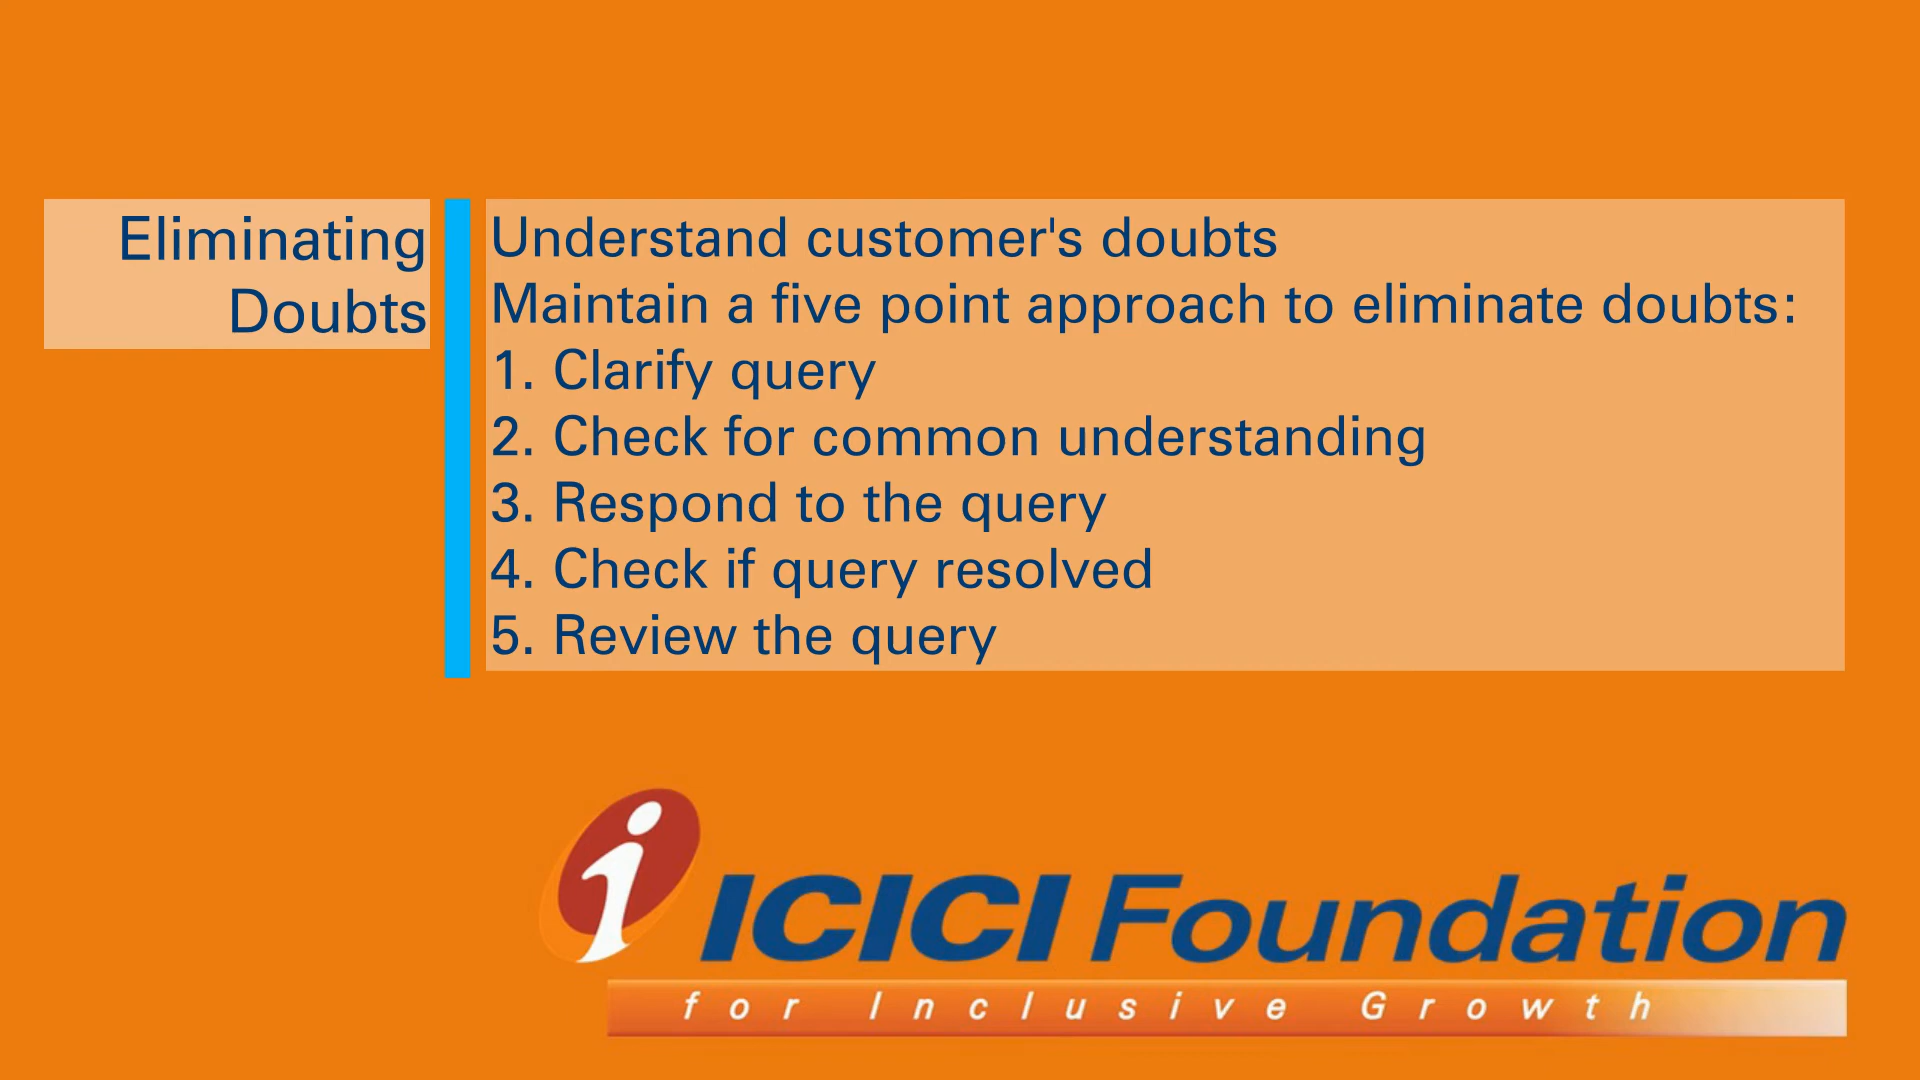 Eliminating
Doubts
Understand customer's doubts
Maintain a five point approach to eliminate doubts:
1. Clarify query
2. Check for common understanding
3. Respond to the query
4. Check if query resolved
5. Review the query
i ICICI Foundation
for Inclusive Growth